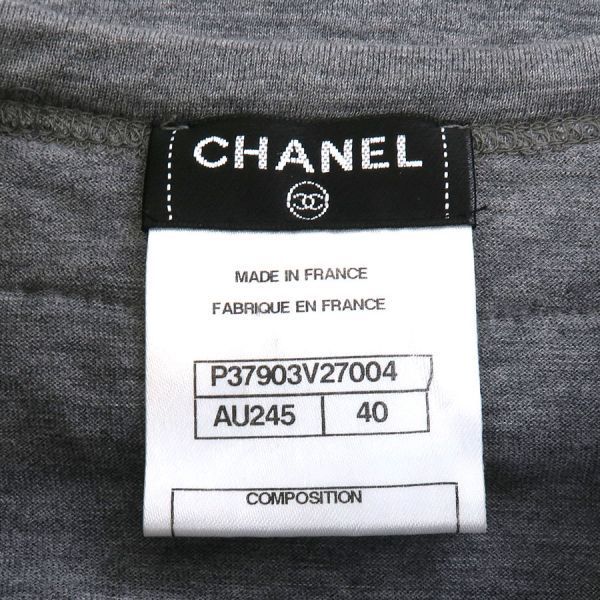 CHANEL
MADE IN FRANCE
FABRIQUE EN FRANCE
P37903V27004
AU245 40
COMPOSITION